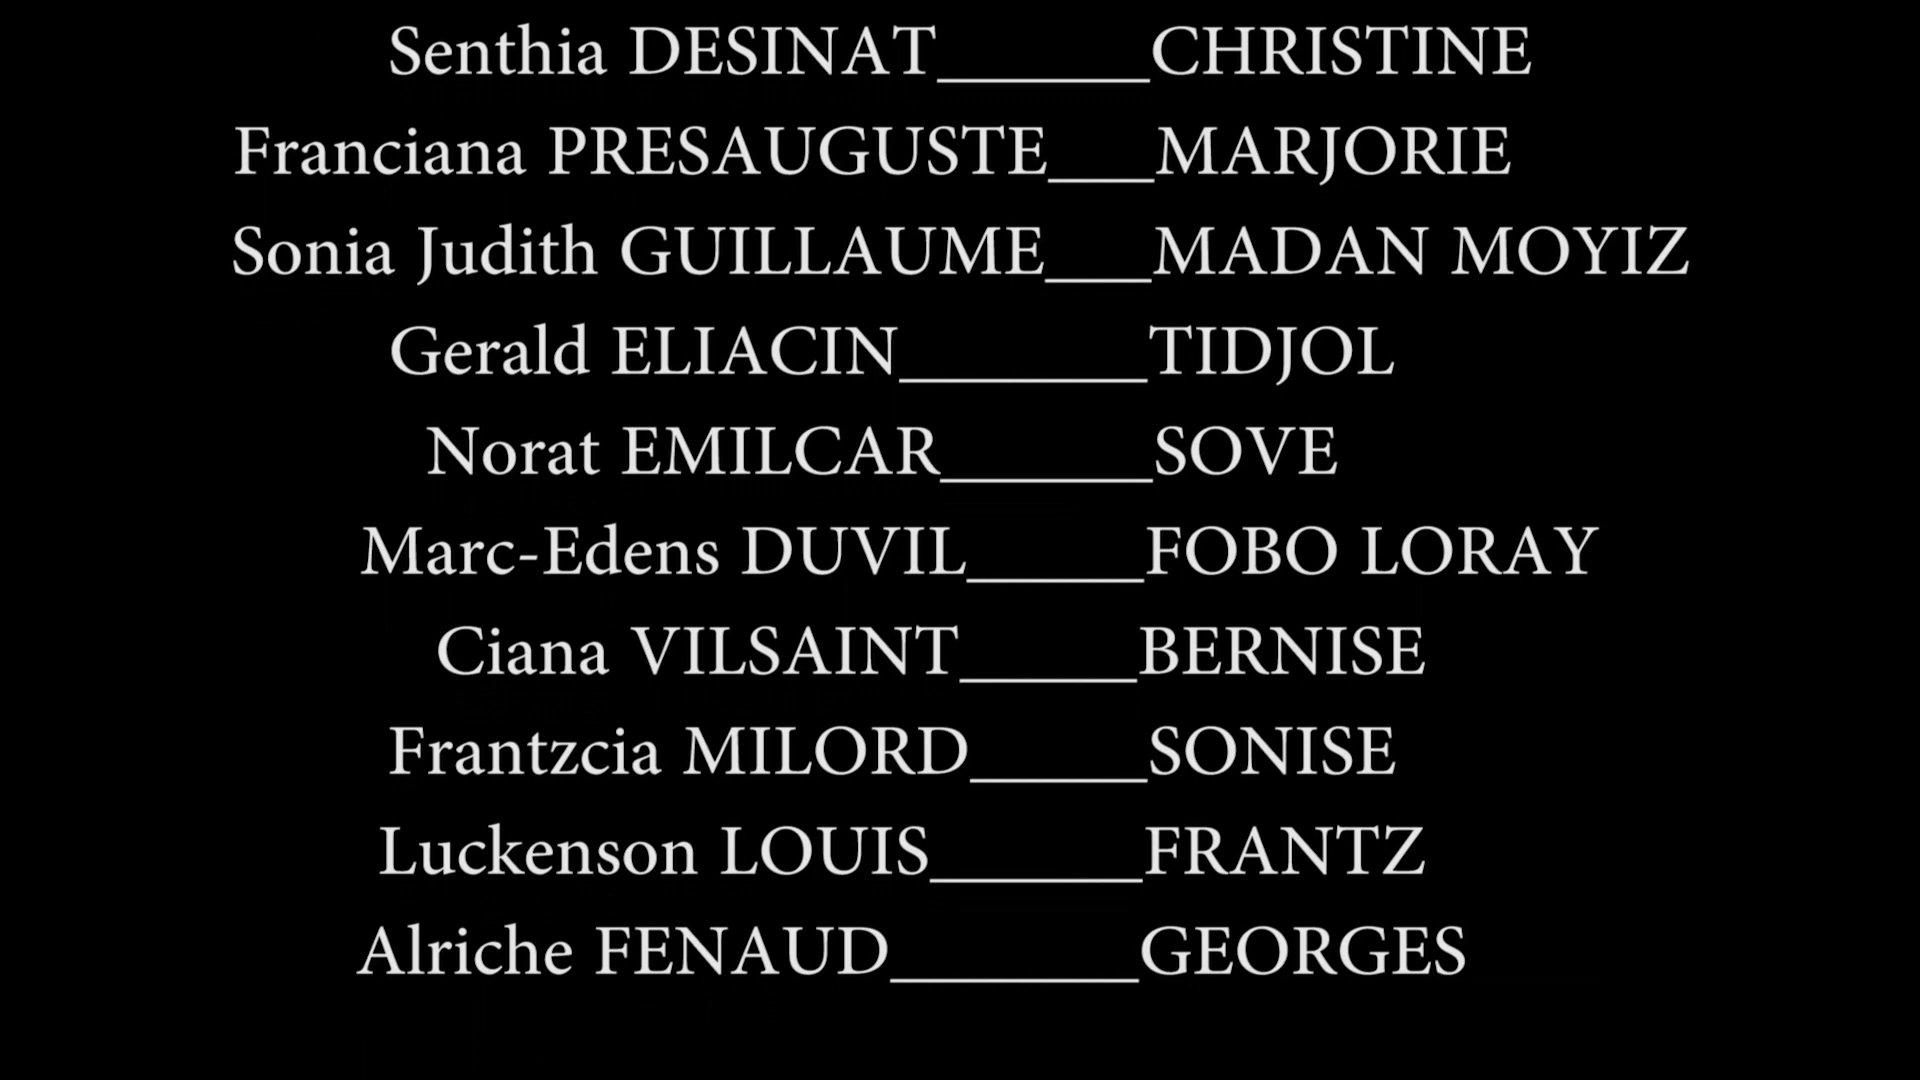 Senthia DESINAT______CHRISTINE
Franciana PRESAUGUSTE___MARJORIE
Sonia Judith GUILLAUME___MADAN MOYIZ
Gerald ELIACIN_______TIDJOL
Norat EMILCAR______SOVE
Marc-Edens DUVIL_____FOBO LORAY
Ciana VILSAINT_____BERNISE
Frantzcia MILORD_____SONISE
Luckenson LOUIS______FRANTZ
Alriche FENAUD_______GEORGES